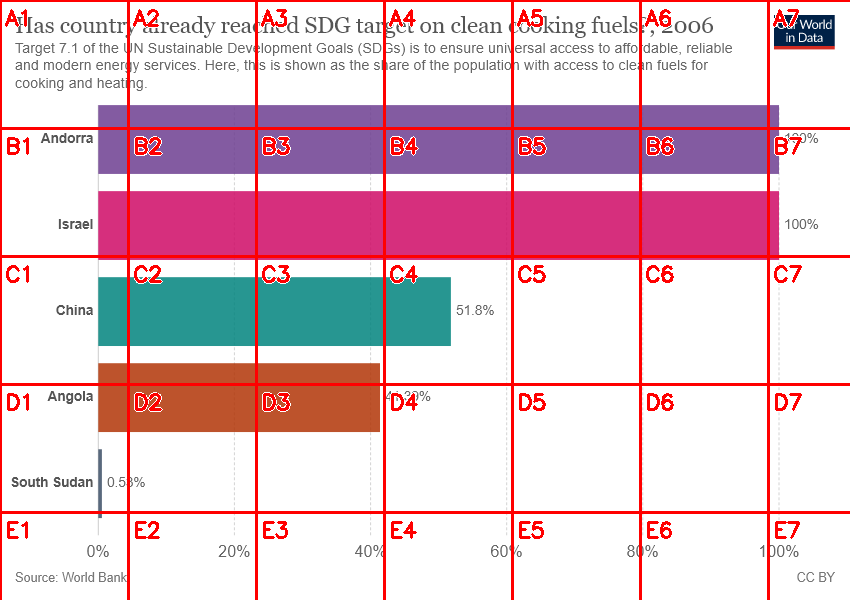 A1 A2 A3 A4 A5 A6 A7
Has country already reached SDG target on clean cooking fuels?, 2006
Our World
in Data
Target 7.1 of the UN Sustainable Development Goals (SDGs) is to ensure universal access to affordable, reliable
and modern energy services. Here, this is shown as the share of the population with access to clean fuels for
cooking and heating.
Andorra 100%
B1 B2 B3 B4 B5 B6 B7
Israel 100%
C1 C2 C3 C4 C5 C6 C7
China 51.8%
Angola 41.39%
D1 D2 D3 D4 D5 D6 D7
South Sudan 0.53%
E1 E2 E3 E4 E5 E6 E7
0% 20% 40% 60% 80% 100%
Source: World Bank CC BY